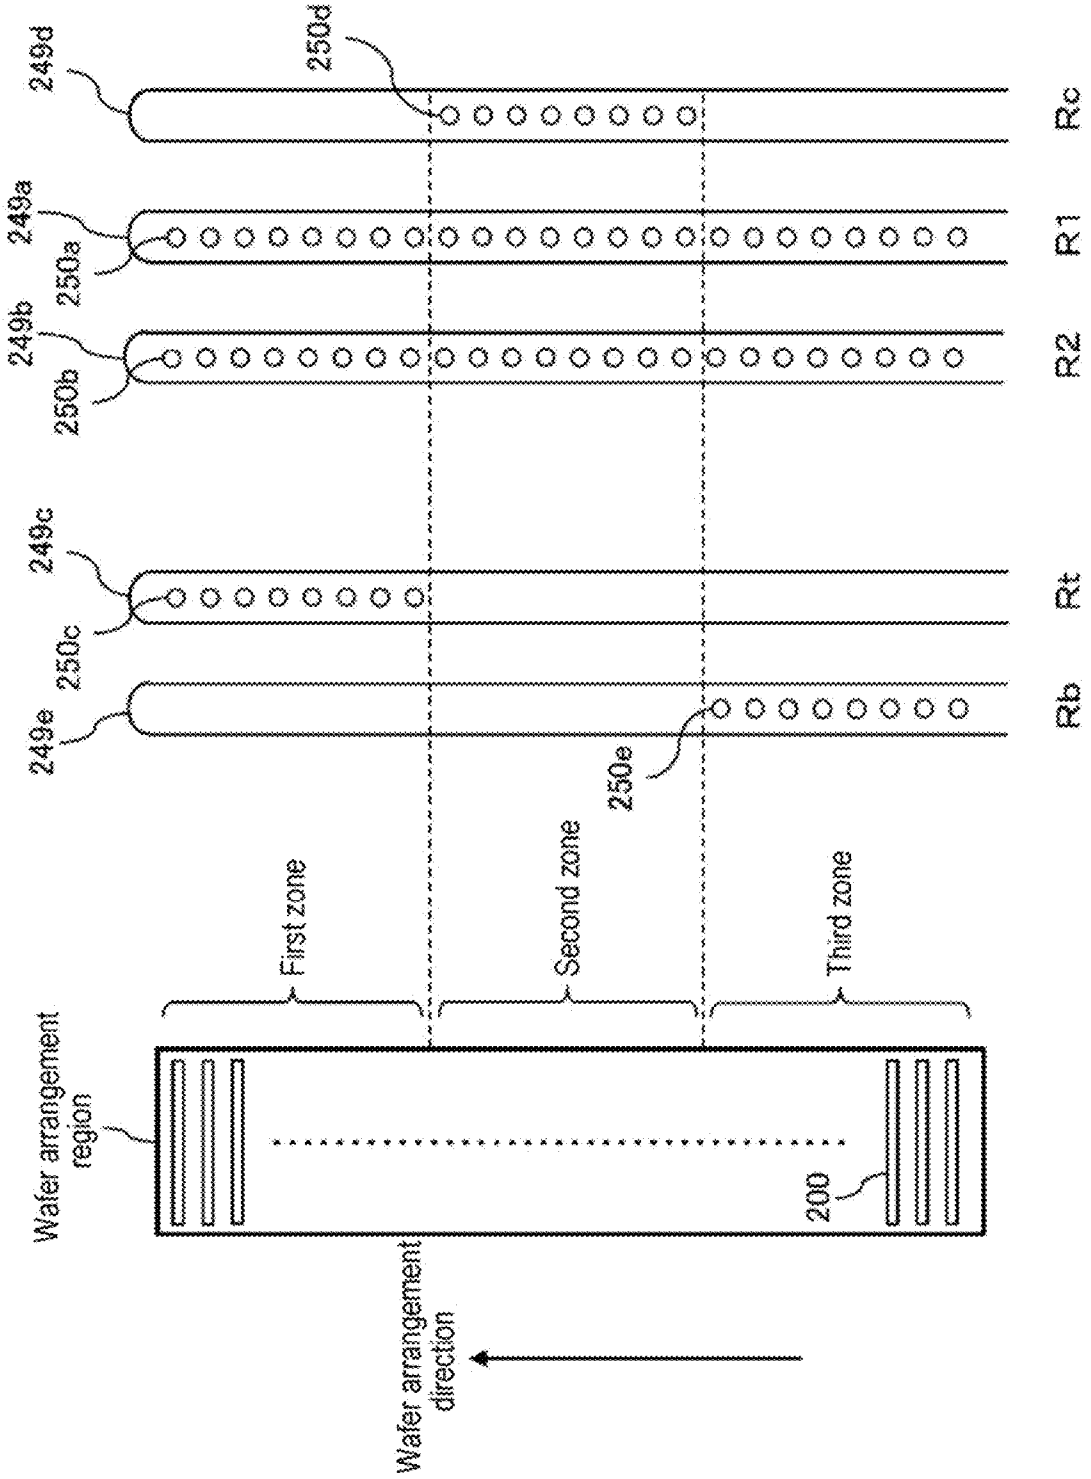 Wafer arrangement
direction
Wafer arrangement
region
200
First zone
Second zone
Third zone
249e
250e
Rb
249c
250c
Rt
249b
250b
R2
249a
250a
R1
249d
250d
Rc